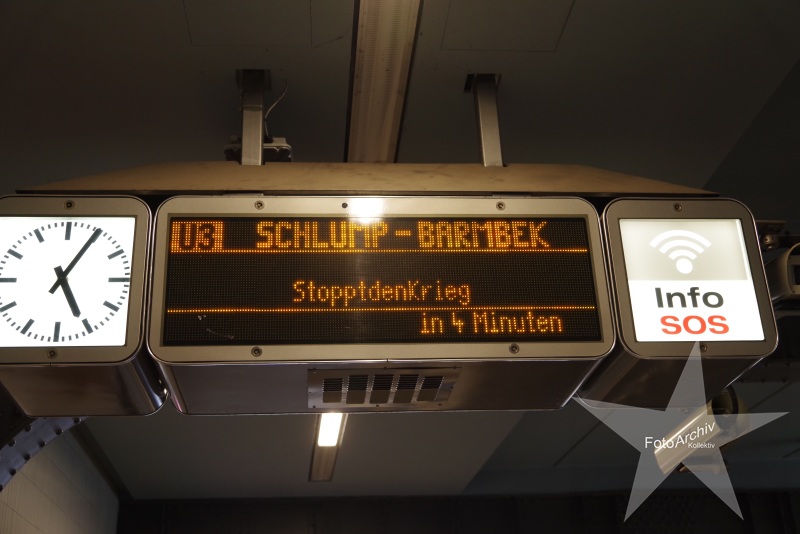 U3 SCHLUMP-BARMBEK
StopptdenKrieg
in 4 Minuten
Info
SOS
FotoArchiv
Kollektiv